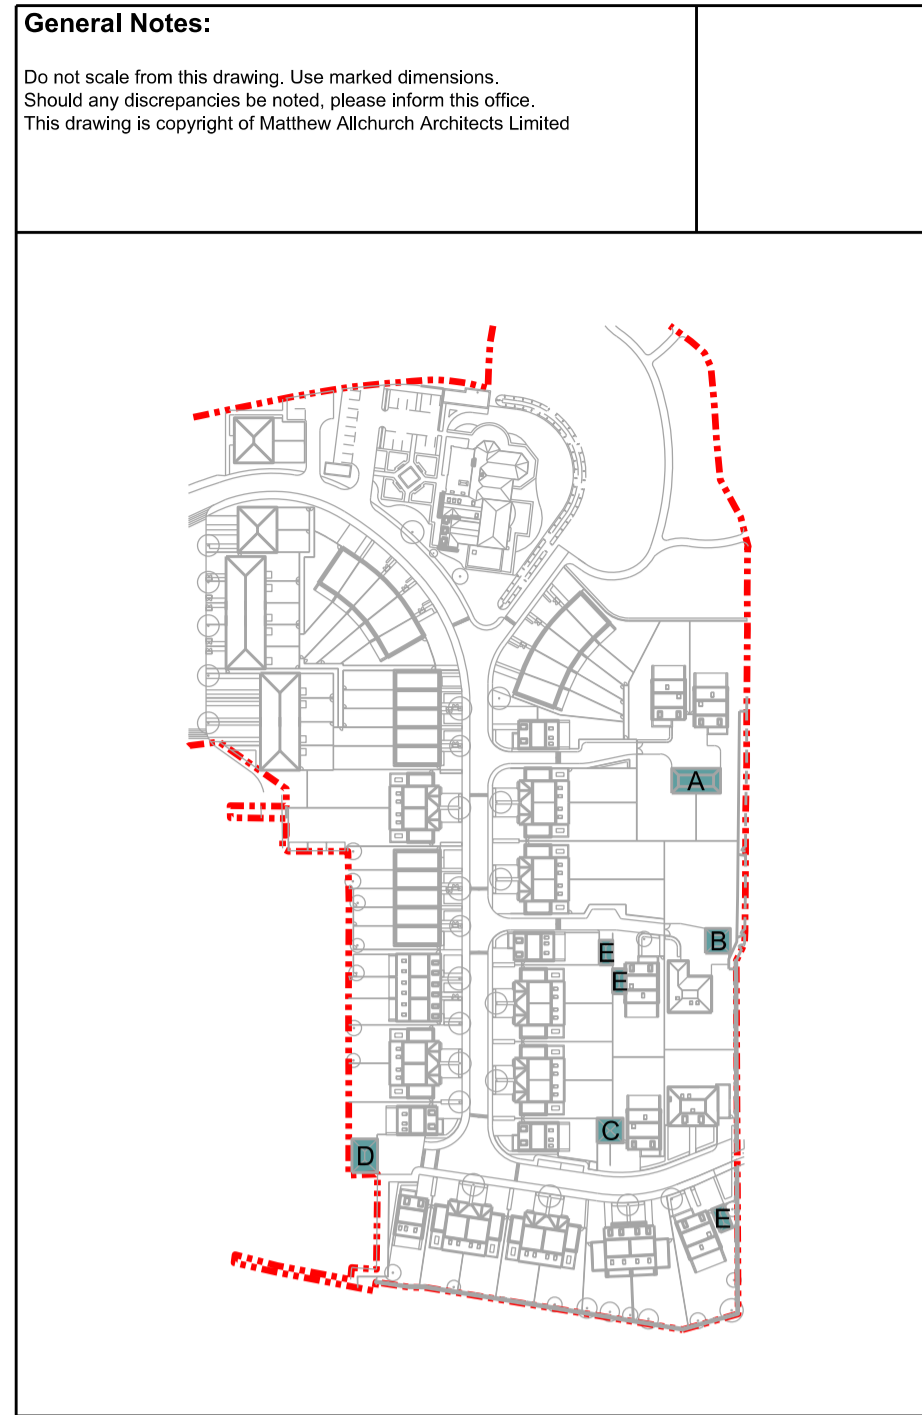 General Notes:
Do not scale from this drawing. Use marked dimensions.
Should any discrepancies be noted, please inform this office.
This drawing is copyright of Matthew Allchurch Architects Limited
A
B
E
E
C
D
E